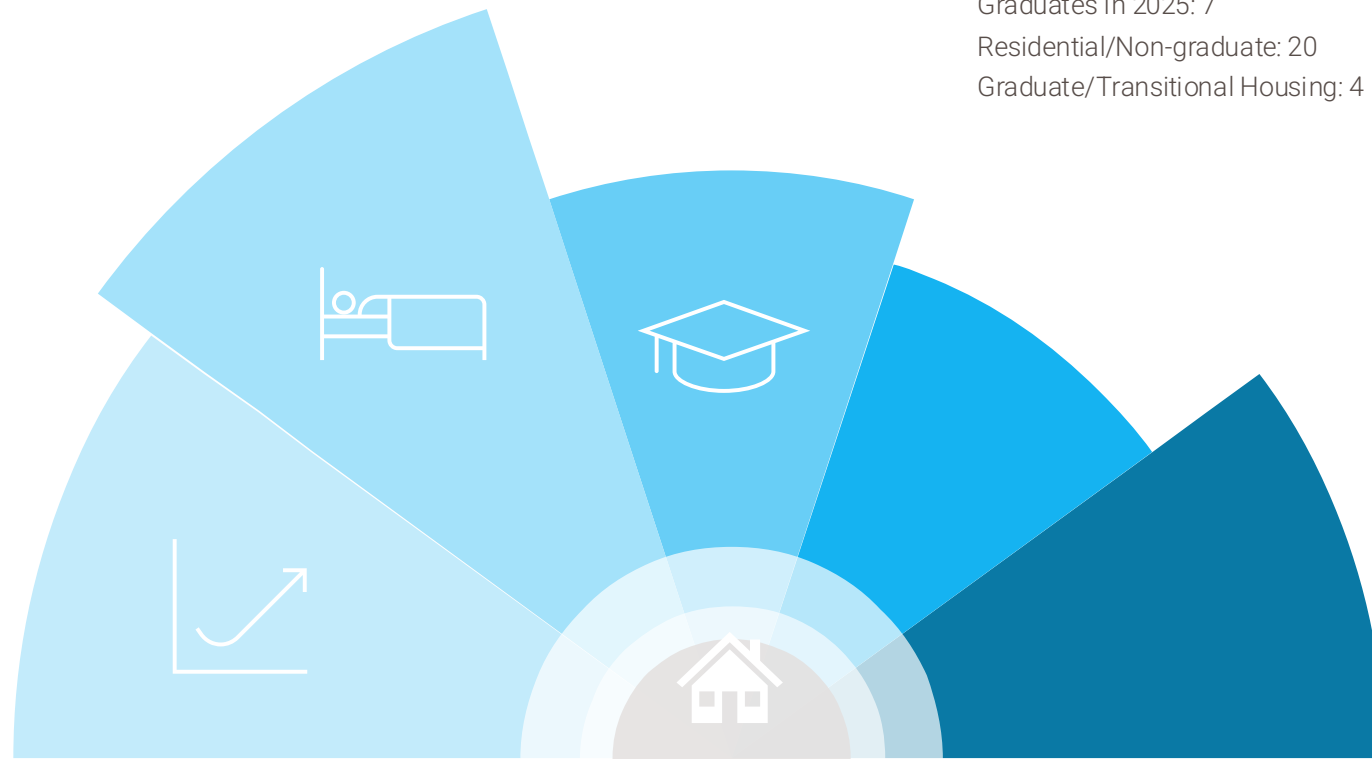 Graduates in 2025: 7
Residential/Non-graduate: 20
Graduate/Transitional Housing: 4